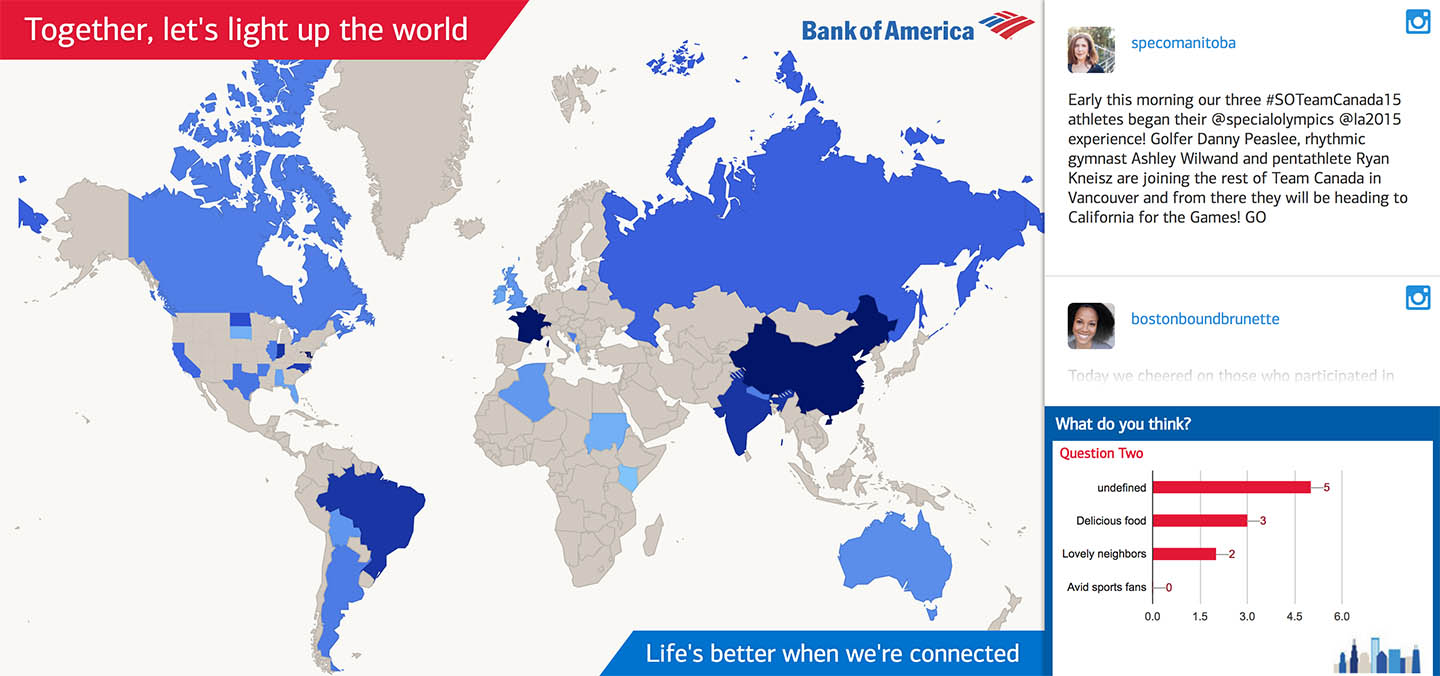 Together, let's light up the world
Bank of America
Life's better when we're connected
specomanitoba
Early this morning our three #SOTeamCanada15
athletes began their @specialolympics @la2015
experience! Golfer Danny Peaslee, rhythmic
gymnast Ashley Wilwand and pentathlete Ryan
Kneisz are joining the rest of Team Canada in
Vancouver and from there they will be heading to
California for the Games! GO
bostonboundbrunette
Today we cheered on those who participated in
What do you think?
Question Two
undefined 5
Delicious food 3
Lovely neighbors 2
Avid sports fans 0
0.0 1.5 3.0 4.5 6.0